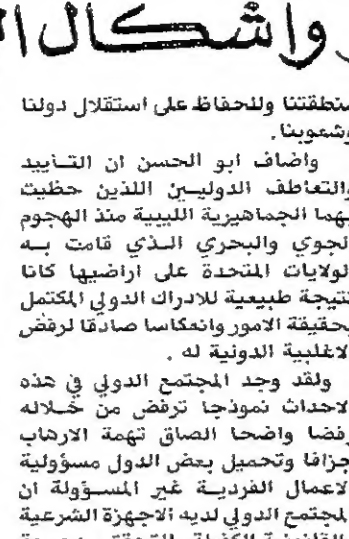 واشكال
منطقتنا وللحفاظ على استقلال دولنا
وشعوبنا.
واضاف ابو الحسن ان التأييد
والتعاطف الدوليين اللذين حظيت
بهما الجماهيرية الليبية منذ الهجوم
الجوي والبحري الذي قامت به
الولايات المتحدة على اراضيها كانا
نتيجة طبيعية للادراك الدولي المكتمل
بحقيقة الامور وانعكاسا صادقا لرفض
الاغلبية الدولية له .
ولقد وجد المجتمع الدولي في هذه
الاحداث نموذجا ترفض من خلاله
رفضا واضحا الصاق تهمة الارهاب
جزافا وتحميل بعض الدول مسؤولية
الاعمال الفردية غير المسؤولة ان
المجتمع الدولي لديه الاجهزة الشرعية